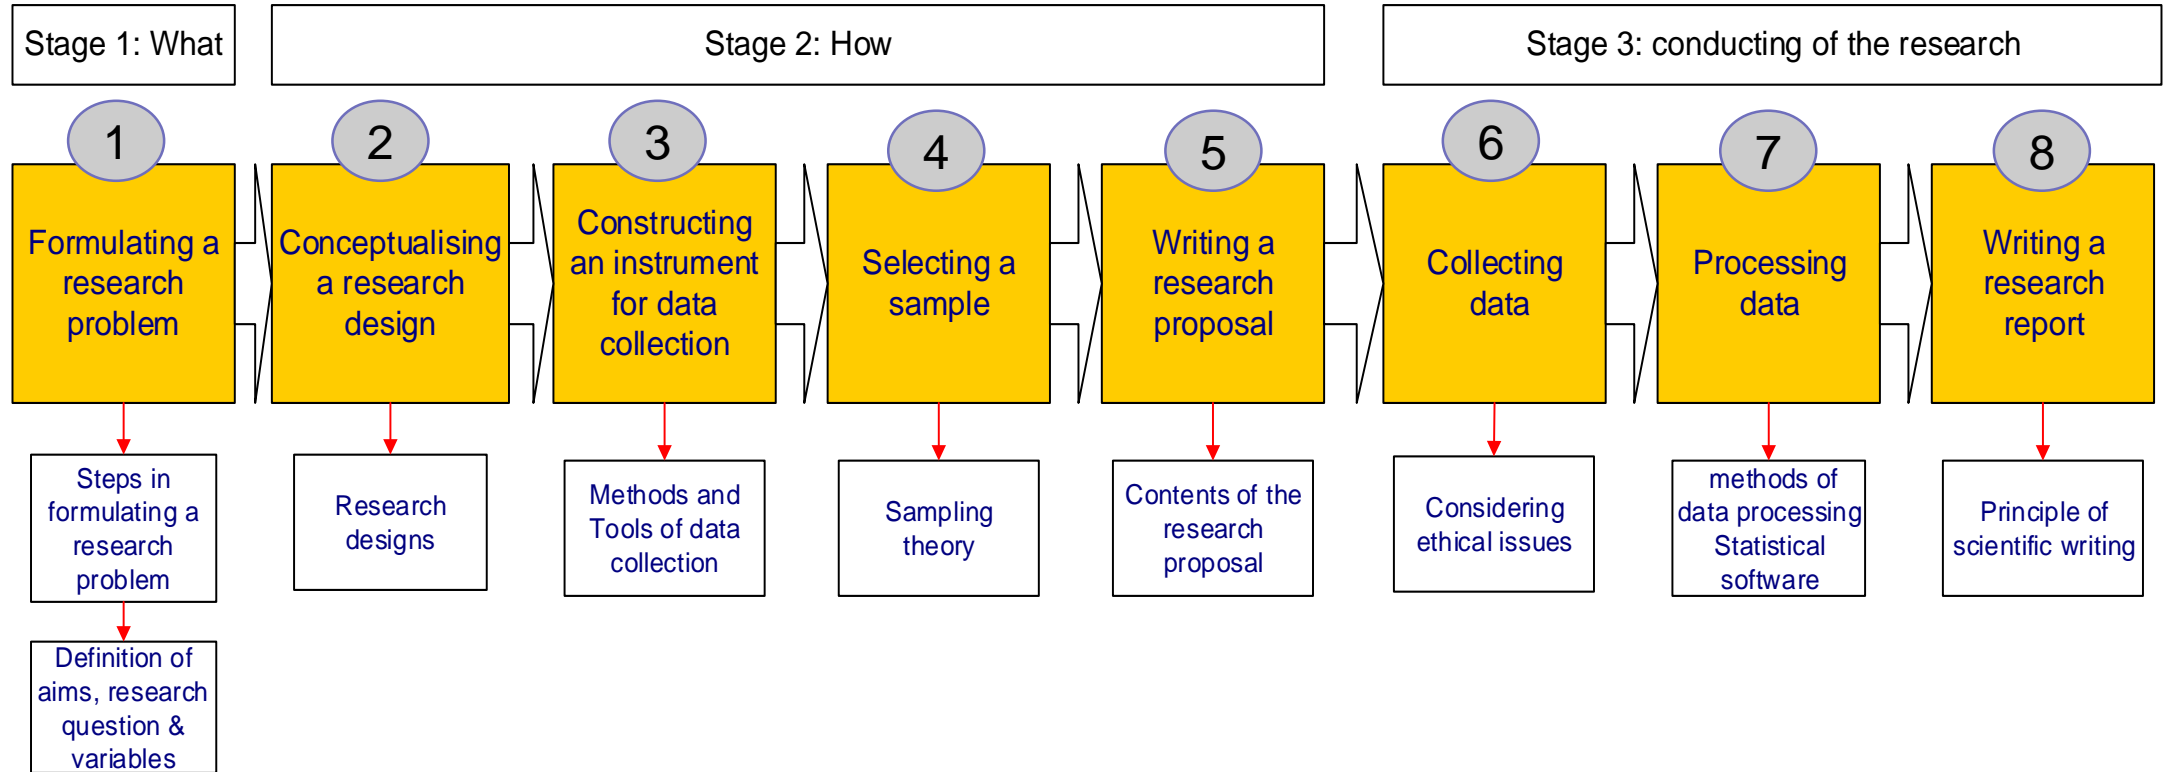 Stage 1: What
Stage 2: How
Stage 3: conducting of the research
1
2
3
4
5
6
7
8
Formulating a
research
problem
Conceptualising
a research
design
Constructing
an instrument
for data
collection
Selecting a
sample
Writing a
research
proposal
Collecting
data
Processing
data
Writing a
research
report
Steps in
formulating a
research
problem
Research
designs
Methods and
Tools of data
collection
Sampling
theory
Contents of the
research
proposal
Considering
ethical issues
methods of
data processing
Statistical
software
Principle of
scientific writing
Definition of
aims, research
question &
variables